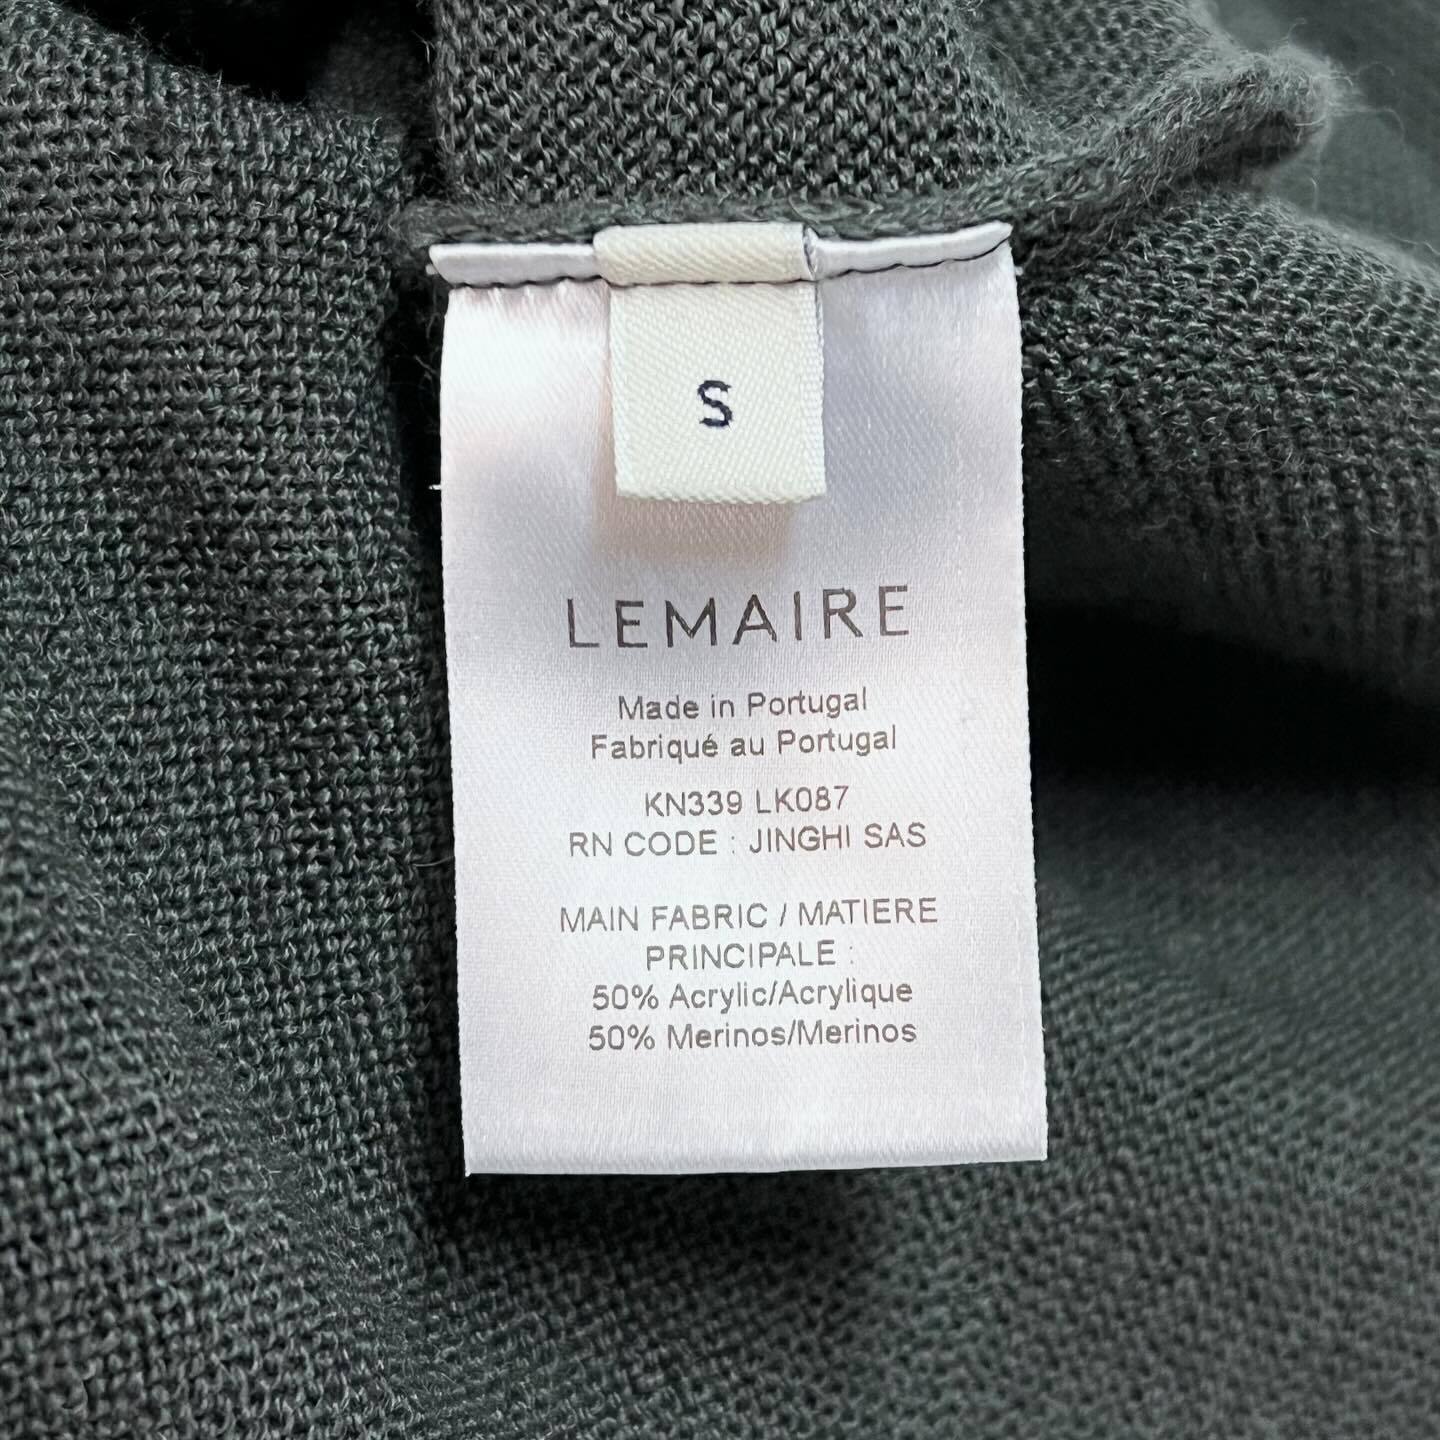 S
LEMAIRE
Made in Portugal
Fabriqué au Portugal
KN339 LK087
RN CODE : JINGHI SAS
MAIN FABRIC / MATIERE
PRINCIPALE :
50% Acrylic/Acrylique
50% Merinos/Merinos